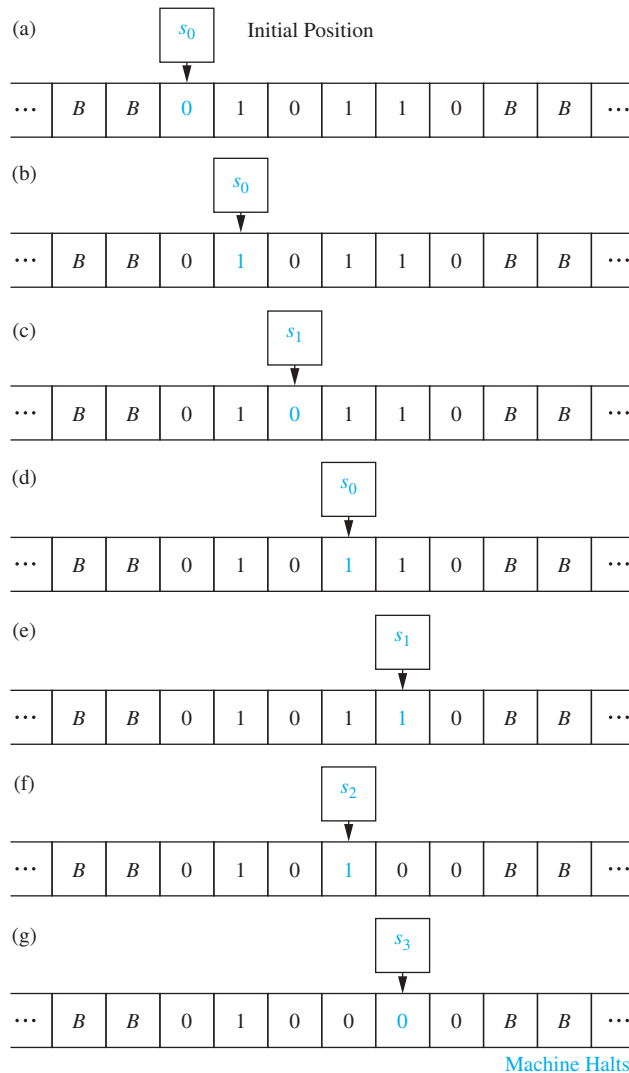 (a) s₀ Initial Position
... B B 0 1 0 1 1 0 B B ...
(b) s₀
... B B 0 1 0 1 1 0 B B ...
(c) s₁
... B B 0 1 0 1 1 0 B B ...
(d) s₀
... B B 0 1 0 1 1 0 B B ...
(e) s₁
... B B 0 1 0 1 1 0 B B ...
(f) s₂
... B B 0 1 0 1 0 0 B B ...
(g) s₃
... B B 0 1 0 0 0 0 B B ...
Machine Halts